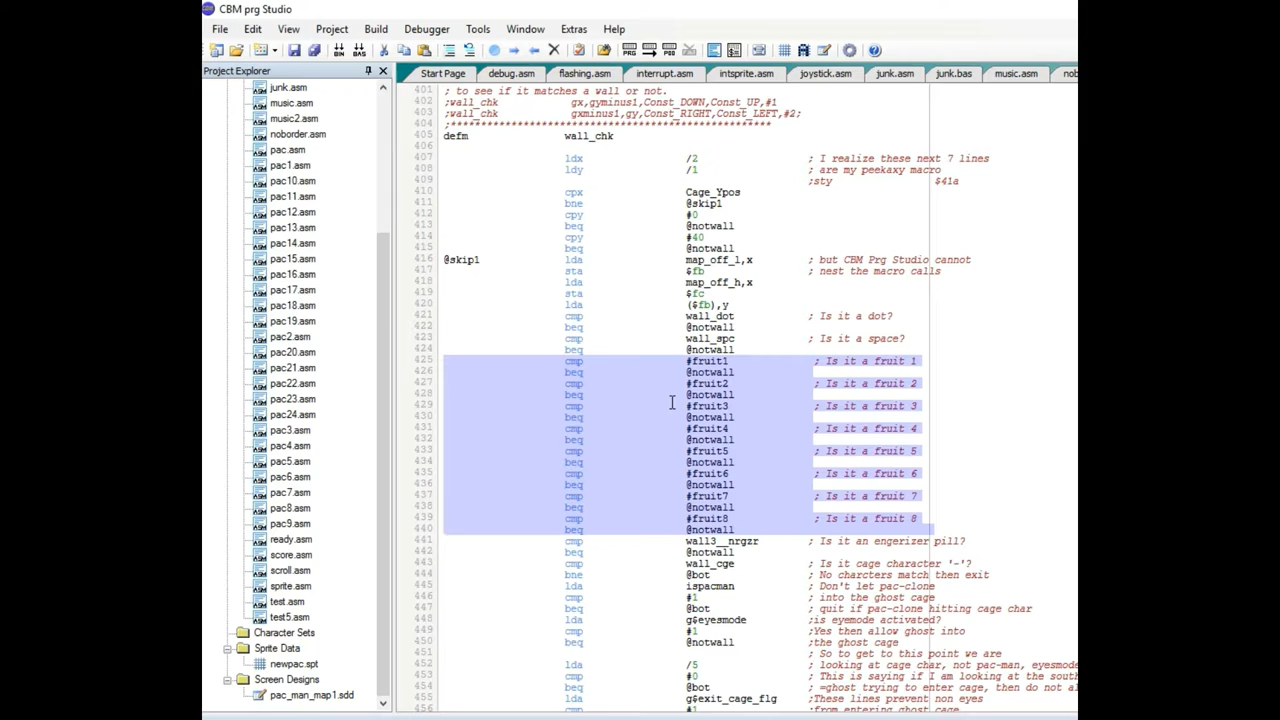 CBM prg Studio
File Edit View Project Build Debugger Tools Window Extras Help
Project Explorer
Start Page debug.asm flashing.asm interrupt.asm intsprite.asm joystick.asm junk.asm junk.bas music.asm nob
junk.asm
music.asm
music2.asm
noborder.asm
pac.asm
pac1.asm
pac10.asm
pac11.asm
pac12.asm
pac13.asm
pac14.asm
pac15.asm
pac16.asm
pac17.asm
pac18.asm
pac19.asm
pac2.asm
pac20.asm
pac21.asm
pac22.asm
pac23.asm
pac24.asm
pac3.asm
pac4.asm
pac5.asm
pac6.asm
pac7.asm
pac8.asm
pac9.asm
ready.asm
score.asm
scroll.asm
sprite.asm
test.asm
test5.asm
Character Sets
Sprite Data
newpac.spt
Screen Designs
pac_man_map1.sdd
401 ; to see if it matches a wall or not.
402 ;wall_chk gx,gyminus1,Const_DOWN,Const_UP,#1
403 ;wall_chk gxminus1,gy,Const_RIGHT,Const_LEFT,#2;
404 ;***************************************************
405 defm wall_chk
406
407 ldx /2 ; I realize these next 7 lines
408 ldy /1 ; are my peekaxy macro
409 ;sty $41a
410 cpx Cage_Ypos
411 bne @skip1
412 cpy #0
413 beq @notwall
414 cpy #40
415 beq @notwall
416 @skip1 lda map_off_l,x ; but CBM Prg Studio cannot
417 sta $fb ; nest the macro calls
418 lda map_off_h,x
419 sta $fc
420 lda ($fb),y
421 cmp wall_dot ; Is it a dot?
422 beq @notwall
423 cmp wall_spc ; Is it a space?
424 beq @notwall
425 cmp #fruit1 ; Is it a fruit 1
426 beq @notwall
427 cmp #fruit2 ; Is it a fruit 2
428 beq @notwall
429 cmp #fruit3 ; Is it a fruit 3
430 beq @notwall
431 cmp #fruit4 ; Is it a fruit 4
432 beq @notwall
433 cmp #fruit5 ; Is it a fruit 5
434 beq @notwall
435 cmp #fruit6 ; Is it a fruit 6
436 beq @notwall
437 cmp #fruit7 ; Is it a fruit 7
438 beq @notwall
439 cmp #fruit8 ; Is it a fruit 8
440 beq @notwall
441 cmp wall3__nrgzr ; Is it an engerizer pill?
442 beq @notwall
443 cmp wall_cge ; Is it cage character '-'?
444 bne @bot ; No charcters match then exit
445 lda ispacman ; Don't let pac-clone
446 cmp #1 ; into the ghost cage
447 beq @bot ; quit if pac-clone hitting cage char
448 lda g$eyesmode ;is eyemode activated?
449 cmp #1 ;Yes then allow ghost into
450 beq @notwall ;the ghost cage
451 ; So to get to this point we are
452 lda /5 ; looking at cage char, not pac-man, eyesmode
453 cmp #0 ; This is saying if I am looking at the south
454 beq @bot ; =ghost trying to enter cage, then do not al
455 lda g$exit_cage_flg ;These lines prevent non eyes
456 cmp #1 ;from entering ghost cage